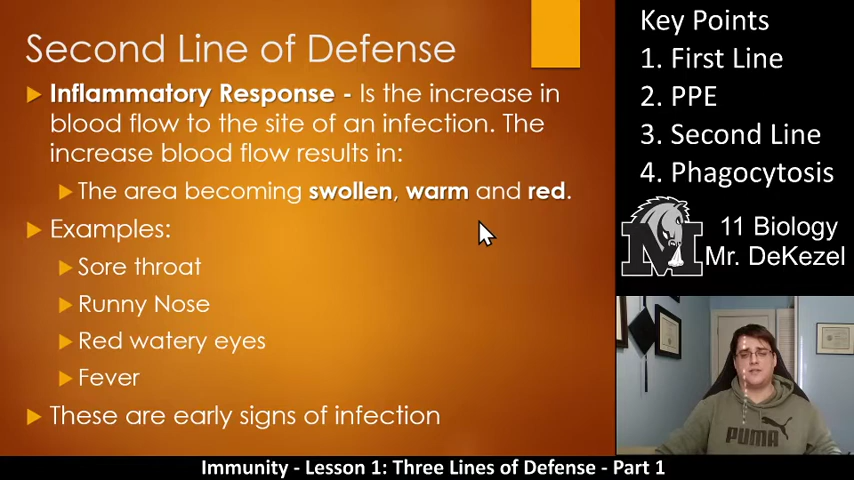 Second Line of Defense
Inflammatory Response - Is the increase in
blood flow to the site of an infection. The
increase blood flow results in:
The area becoming swollen, warm and red.
Examples:
Sore throat
Runny Nose
Red watery eyes
Fever
These are early signs of infection
Key Points
1. First Line
2. PPE
3. Second Line
4. Phagocytosis
M
11 Biology
Mr. DeKezel
PUMA
Immunity - Lesson 1: Three Lines of Defense - Part 1